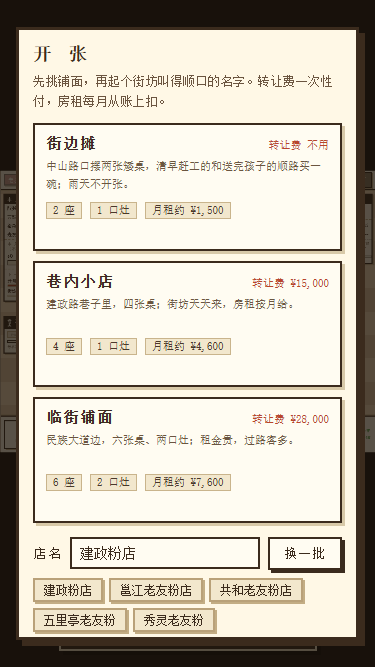 开 张
先挑铺面，再起个街坊叫得顺口的名字。转让费一次性
付，房租每月从账上扣。
街边摊
转让费 不用
中山路口摆两张矮桌，清早赶工的和送完孩子的顺路买一
碗；雨天不开张。
2 座
1 口灶
月租约 ¥1,500
巷内小店
转让费 ¥15,000
建政路巷子里，四张桌；街坊天天来，房租按月给。
4 座
1 口灶
月租约 ¥4,600
临街铺面
转让费 ¥28,000
民族大道边，六张桌、两口灶；租金贵，过路客多。
6 座
2 口灶
月租约 ¥7,600
店名
建政粉店
换一批
建政粉店
邕江老友粉店
共和老友粉店
五里亭老友粉
秀灵老友粉